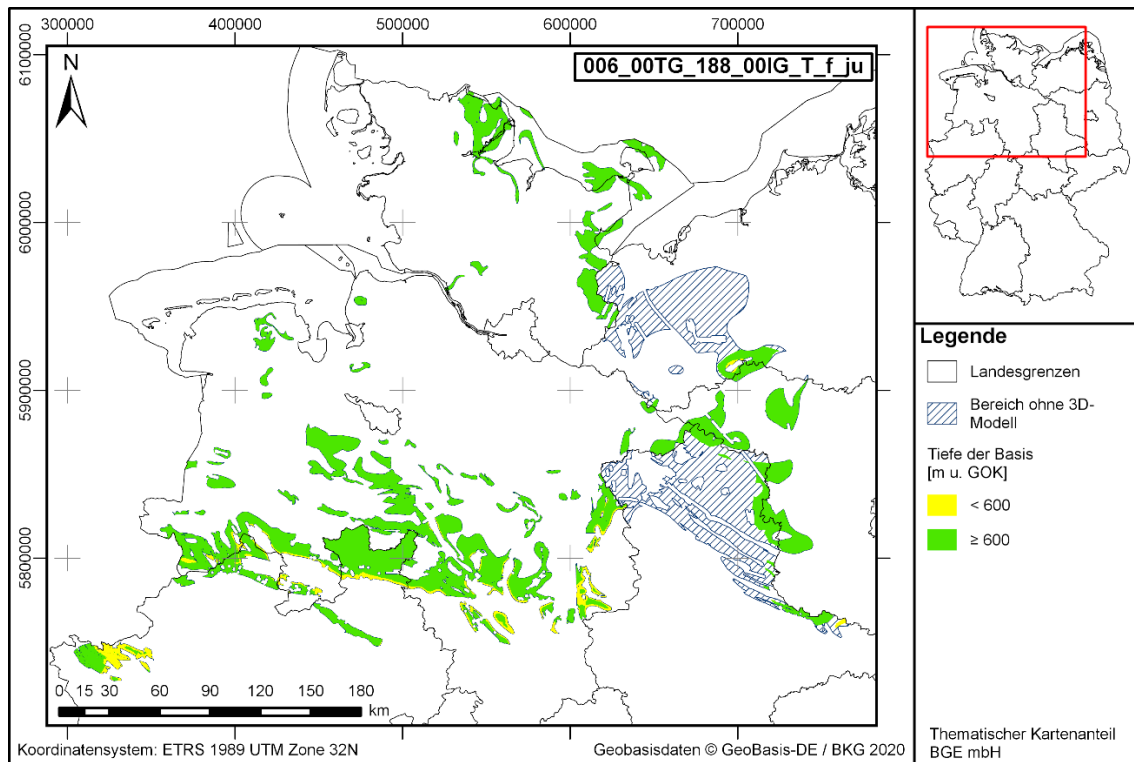 300000 400000 500000 600000 700000
6100000
6000000
5900000
5800000
N
006_00TG_188_00IG_T_f_ju
0 15 30 60 90 120 150 180
km
Koordinatensystem: ETRS 1989 UTM Zone 32N
Geobasisdaten © GeoBasis-DE / BKG 2020
Legende
Landesgrenzen
Bereich ohne 3D-
Modell
Tiefe der Basis
[m u. GOK]
< 600
≥ 600
Thematischer Kartenanteil
BGE mbH